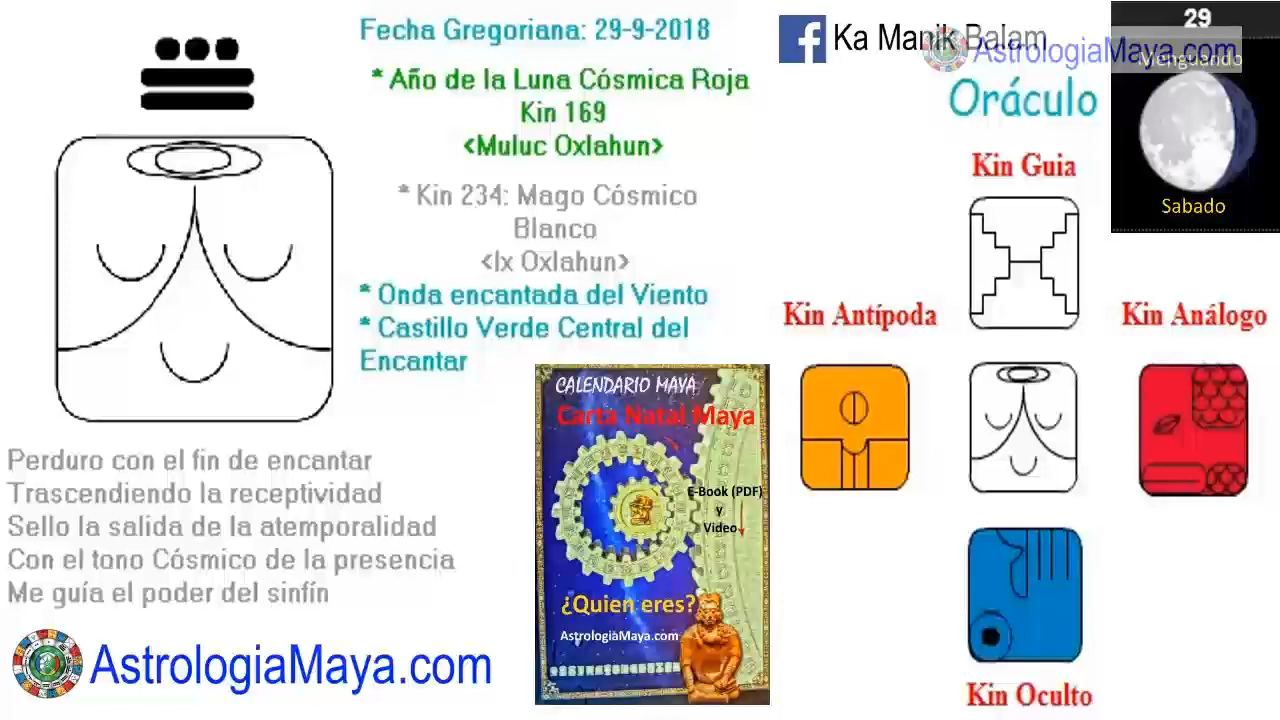 Fecha Gregoriana: 29-9-2018
* Año de la Luna Cósmica Roja
Kin 169
<Muluc Oxlahun>
* Kin 234: Mago Cósmico
Blanco
<Ix Oxlahun>
* Onda encantada del Viento
* Castillo Verde Central del
Encantar
Perduro con el fin de encantar
Trascendiendo la receptividad
Sello la salida de la atemporalidad
Con el tono Cósmico de la presencia
Me guía el poder del sinfín
AstrologiaMaya.com
CALENDARIO MAYA
Carta Natal Maya
E-Book (PDF)
y
Video
¿Quien eres?
AstrologiaMaya.com
f Ka Manik Balam
AstrologiaMaya.com
29
Menguando
Sabado
Oráculo
Kin Guia
Kin Antípoda
Kin Análogo
Kin Oculto